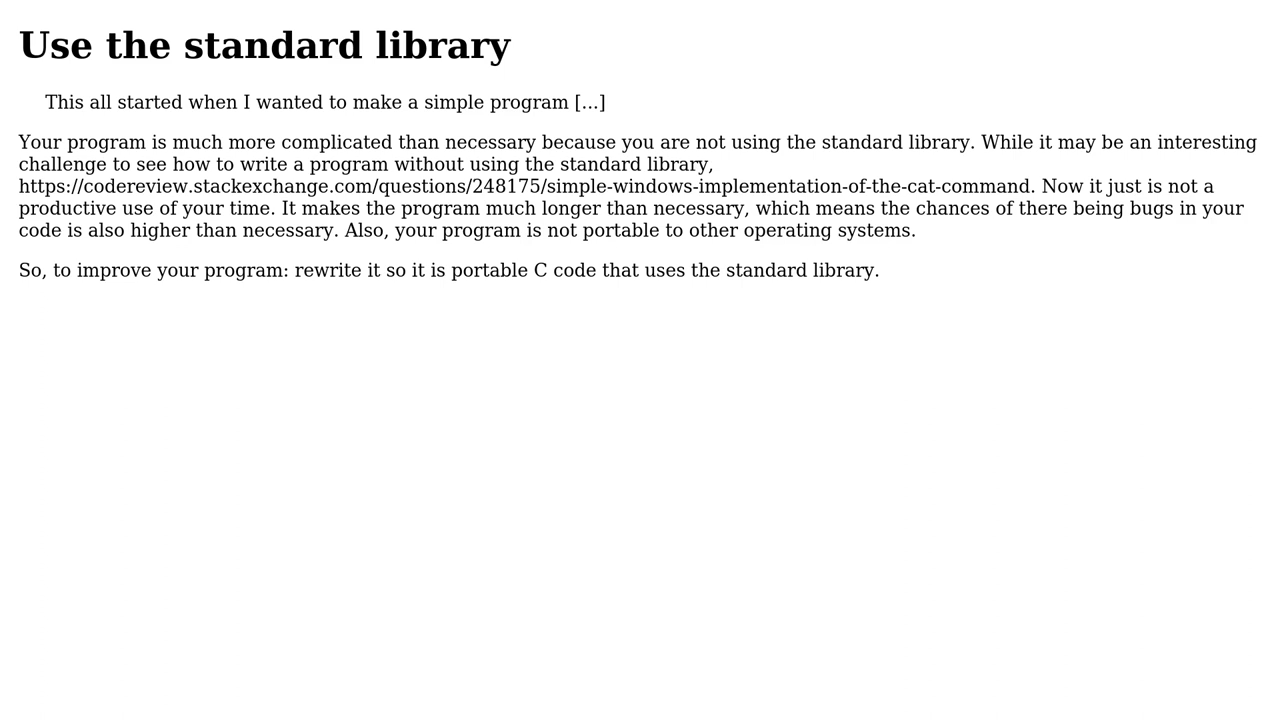 Use the standard library
This all started when I wanted to make a simple program [...]
Your program is much more complicated than necessary because you are not using the standard library. While it may be an interesting
challenge to see how to write a program without using the standard library,
https://codereview.stackexchange.com/questions/248175/simple-windows-implementation-of-the-cat-command. Now it just is not a
productive use of your time. It makes the program much longer than necessary, which means the chances of there being bugs in your
code is also higher than necessary. Also, your program is not portable to other operating systems.
So, to improve your program: rewrite it so it is portable C code that uses the standard library.